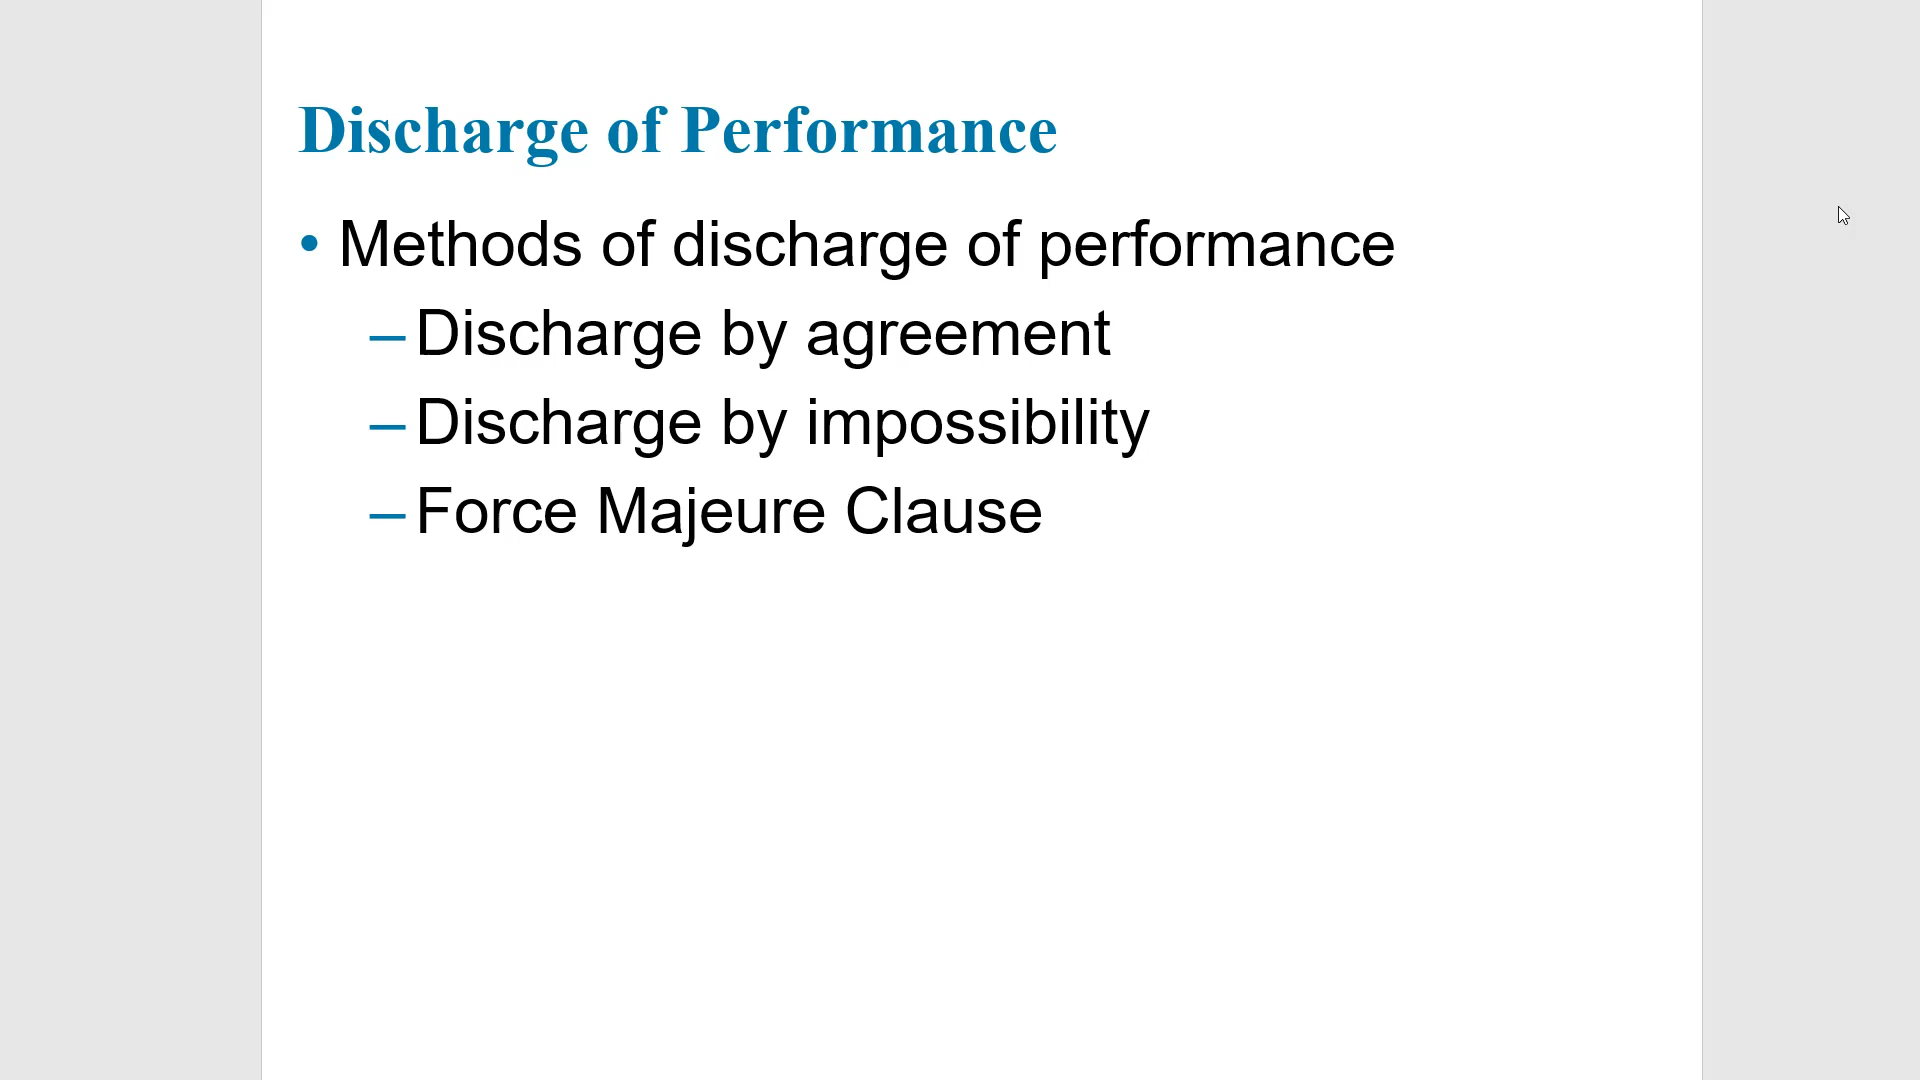 Discharge of Performance
• Methods of discharge of performance
– Discharge by agreement
– Discharge by impossibility
– Force Majeure Clause